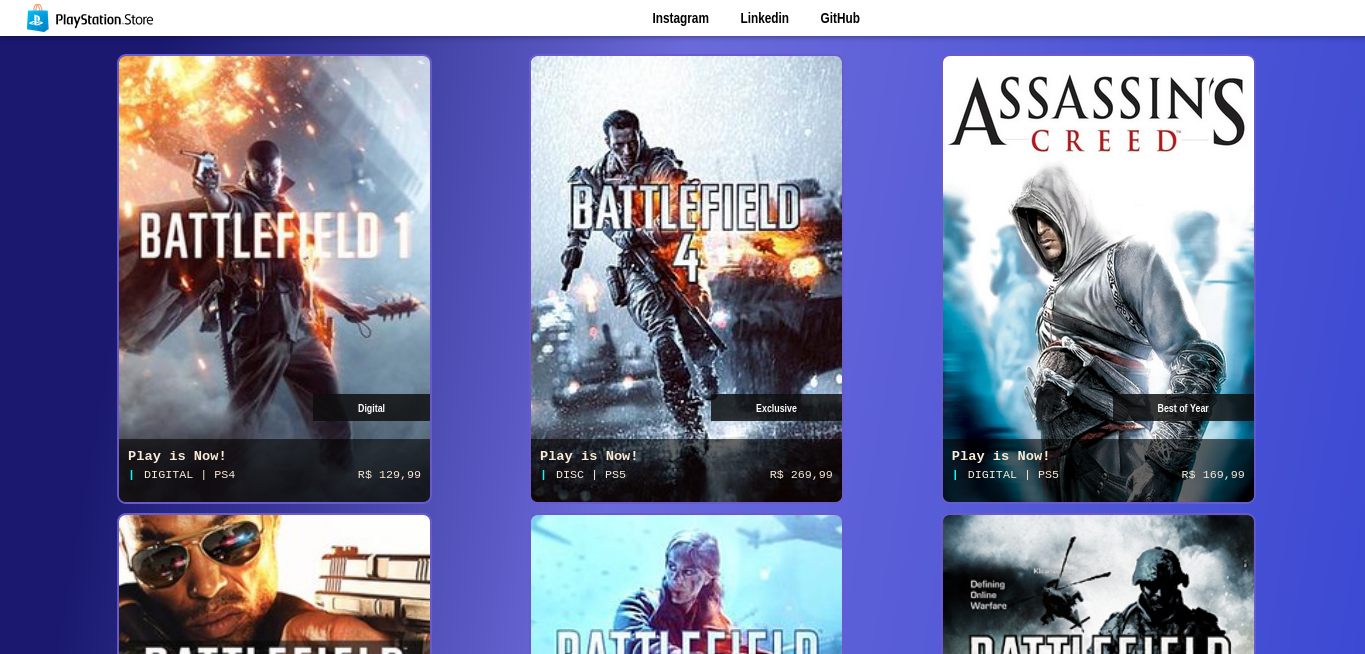 PlayStation.Store
Instagram
Linkedin
GitHub
BATTLEFIELD 1
Digital
Play is Now!
| DIGITAL | PS4
R$ 129,99
BATTLEFIELD
4
Exclusive
Play is Now!
| DISC | PS5
R$ 269,99
ASSASSIN'S
CREED™
Best of Year
Play is Now!
| DIGITAL | PS5
R$ 169,99
BATTLEFIELD
BATTLEFIELD
Defining
Online
Warfare
BATTLEFIELD